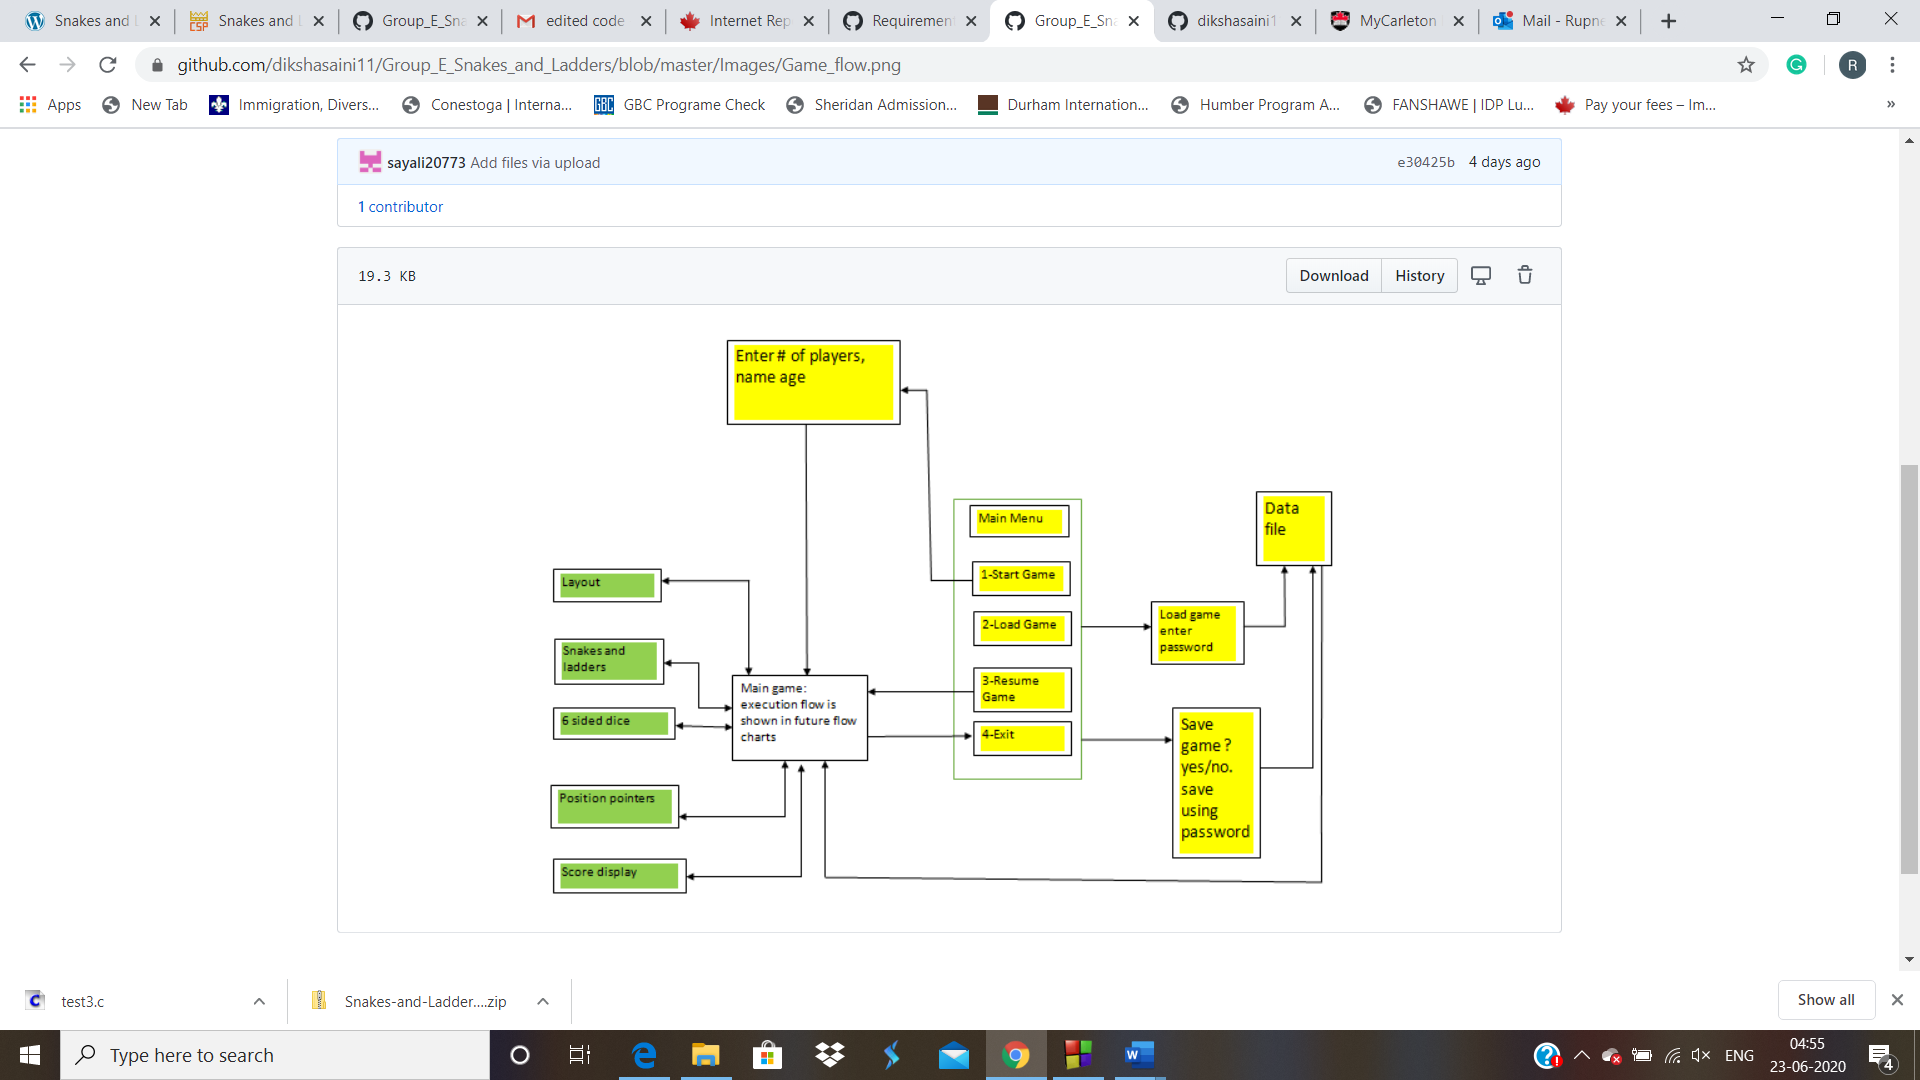 Snakes and L
Snakes and L
Group_E_Sna
edited code
Internet Rep
Requirement
Group_E_Sna
dikshasaini1
MyCarleton
Mail - Rupne
github.com/dikshasaini11/Group_E_Snakes_and_Ladders/blob/master/Images/Game_flow.png
R
Apps
New Tab
Immigration, Divers...
Conestoga | Interna...
GBC Programe Check
Sheridan Admission...
Durham Internation...
Humber Program A...
FANSHAWE | IDP Lu...
Pay your fees – Im...
»
sayali20773 Add files via upload
e30425b 4 days ago
1 contributor
19.3 KB
Download
History
Enter # of players,
name age
Main Menu
1-Start Game
2-Load Game
3-Resume
Game
4-Exit
Data
file
Load game
enter
password
Save
game ?
yes/no.
save
using
password
Layout
Snakes and
ladders
6 sided dice
Position pointers
Score display
Main game:
execution flow is
shown in future flow
charts
test3.c
Snakes-and-Ladder....zip
Show all
Type here to search
ENG
04:55
23-06-2020
4